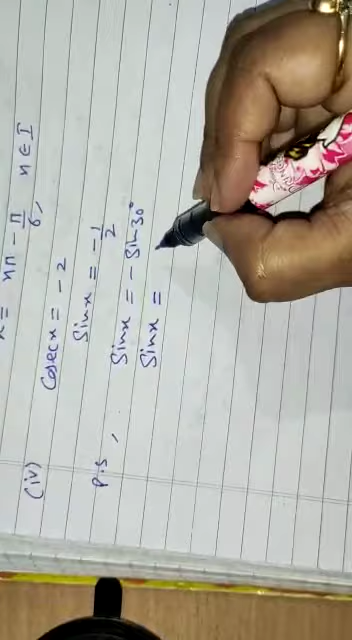 x = nπ - π/6, n ∈ I
(iv) Cosec x = -2
Sin x = -1/2
P.S, Sin x = - Sin 30°
Sin x =